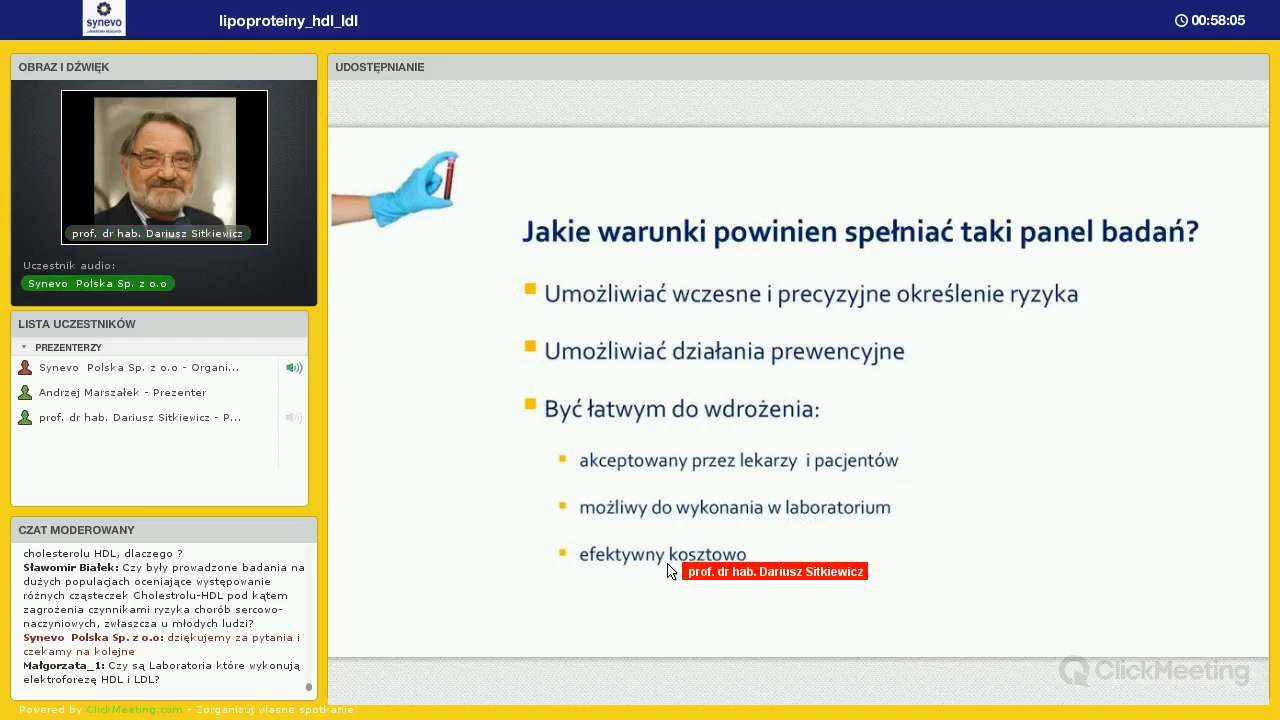 synevo
lipoproteiny_hdl_ldl
00:58:05
OBRAZ I DŹWIĘK
prof. dr hab. Dariusz Sitkiewicz
Uczestnik audio:
Synevo Polska Sp. z o.o
LISTA UCZESTNIKÓW
PREZENTERZY
Synevo Polska Sp. z o.o - Organi...
Andrzej Marszałek - Prezenter
prof. dr hab. Dariusz Sitkiewicz - P...
CZAT MODEROWANY
cholesterolu HDL, dlaczego ?
Sławomir Białek: Czy były prowadzone badania na
dużych populacjach oceniające występowanie
różnych cząsteczek Cholestrolu-HDL pod kątem
zagrożenia czynnikami ryzyka chorób sercowo-
naczyniowych, zwłaszcza u młodych ludzi?
Synevo Polska Sp. z o.o: dziękujemy za pytania i
czekamy na kolejne
Małgorzata_1: Czy są Laboratoria które wykonują
elektroforezę HDL i LDL?
UDOSTĘPNIANIE
Jakie warunki powinien spełniać taki panel badań?
Umożliwiać wczesne i precyzyjne określenie ryzyka
Umożliwiać działania prewencyjne
Być łatwym do wdrożenia:
akceptowany przez lekarzy i pacjentów
możliwy do wykonania w laboratorium
efektywny kosztowo
prof. dr hab. Dariusz Sitkiewicz
ClickMeeting
Powered by ClickMeeting.com - Zorganizuj własne spotkanie